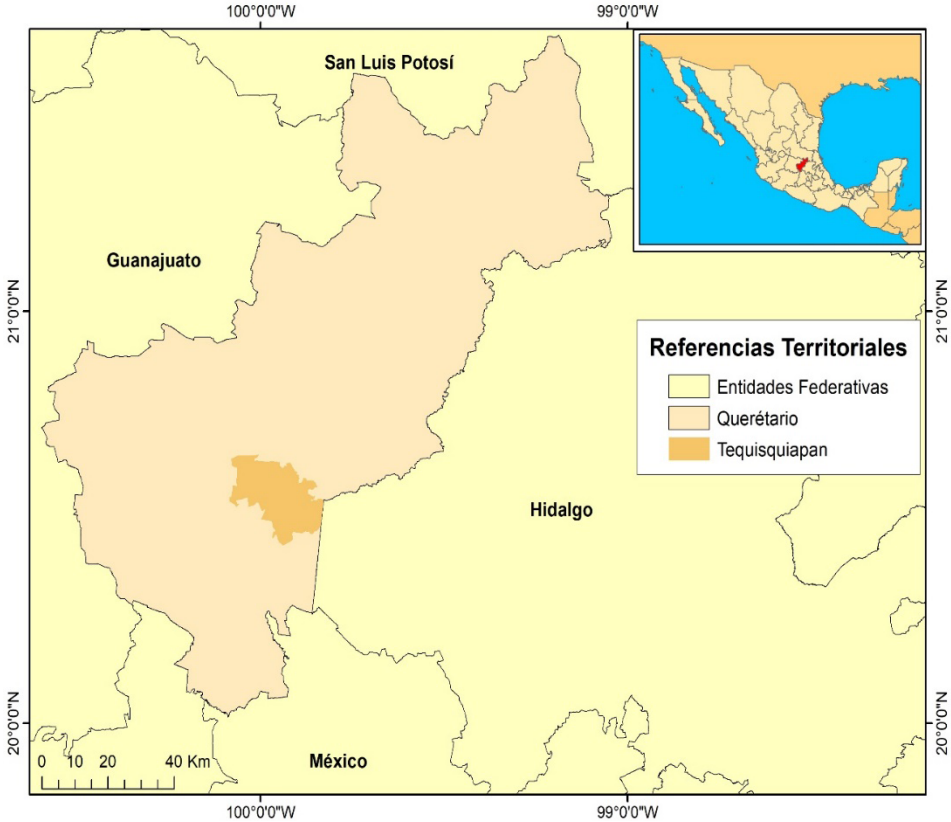 100°0'0"W 99°0'0"W
San Luis Potosí
Guanajuato
21°0'0"N 21°0'0"N
Referencias Territoriales
Entidades Federativas
Querétario
Tequisquiapan
Hidalgo
20°0'0"N 20°0'0"N
0 10 20 40 Km
México
100°0'0"W 99°0'0"W